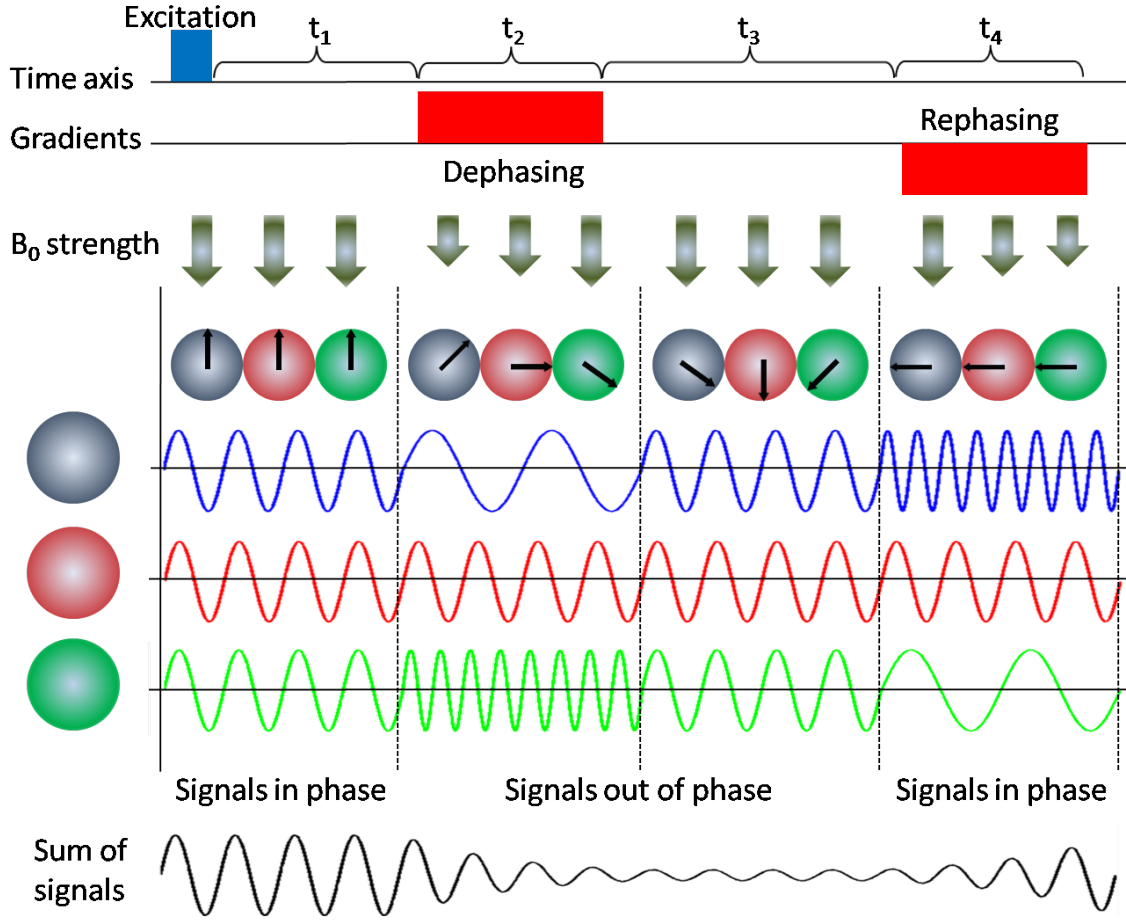 Excitation
t₁ t₂ t₃ t₄
Time axis
Rephasing
Gradients
Dephasing
B₀ strength
Signals in phase Signals out of phase Signals in phase
Sum of
signals